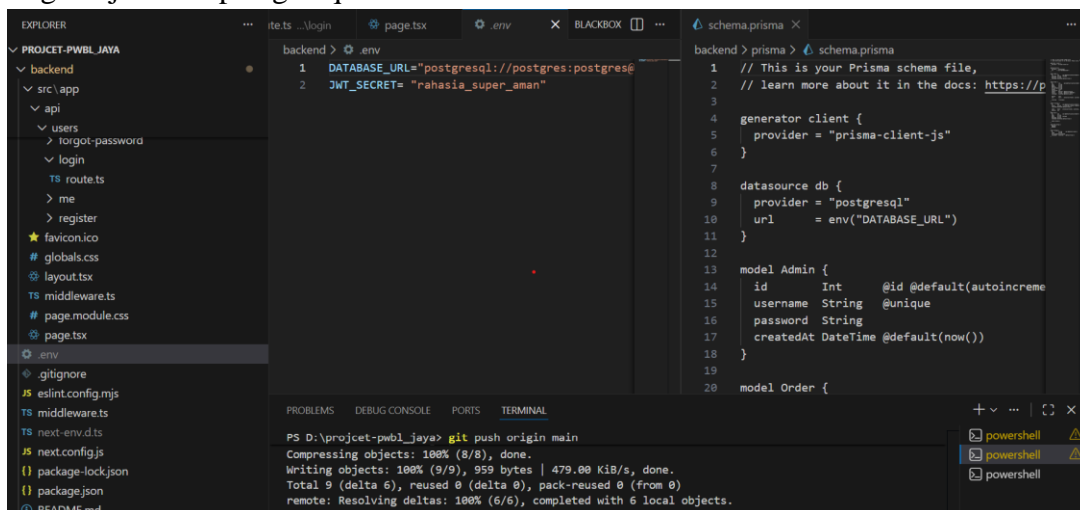 EXPLORER
PROJCET-PWBL_JAYA
backend
src\app
api
users
forgot-password
login
TS route.ts
me
register
favicon.ico
# globals.css
layout.tsx
TS middleware.ts
# page.module.css
page.tsx
.env
.gitignore
JS eslint.config.mjs
TS middleware.ts
TS next-env.d.ts
JS next.config.js
{} package-lock.json
{} package.json
README.md
...\login
page.tsx
.env
BLACKBOX
backend > .env
1 DATABASE_URL="postgresql://postgres:postgres@
2 JWT_SECRET= "rahasia_super_aman"
schema.prisma
backend > prisma > schema.prisma
1 // This is your Prisma schema file,
2 // learn more about it in the docs: https://p
3
4 generator client {
5 provider = "prisma-client-js"
6 }
7
8 datasource db {
9 provider = "postgresql"
10 url = env("DATABASE_URL")
11 }
12
13 model Admin {
14 id Int @id @default(autoincreme
15 username String @unique
16 password String
17 createdAt DateTime @default(now())
18 }
19
20 model Order {
PROBLEMS DEBUG CONSOLE PORTS TERMINAL
PS D:\projcet-pwbl_jaya> git push origin main
Compressing objects: 100% (8/8), done.
Writing objects: 100% (9/9), 959 bytes | 479.00 KiB/s, done.
Total 9 (delta 6), reused 0 (delta 0), pack-reused 0 (from 0)
remote: Resolving deltas: 100% (6/6), completed with 6 local objects.
powershell
powershell
powershell